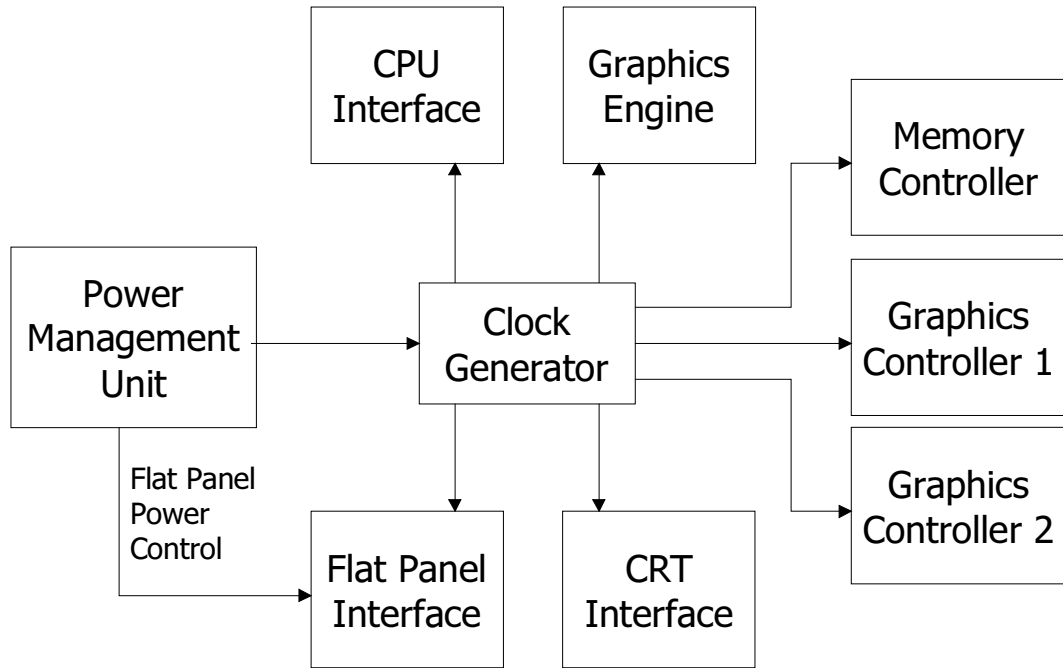 CPU
Interface
Graphics
Engine
Memory
Controller
Power
Management
Unit
Clock
Generator
Graphics
Controller 1
Graphics
Controller 2
Flat Panel
Power
Control
Flat Panel
Interface
CRT
Interface